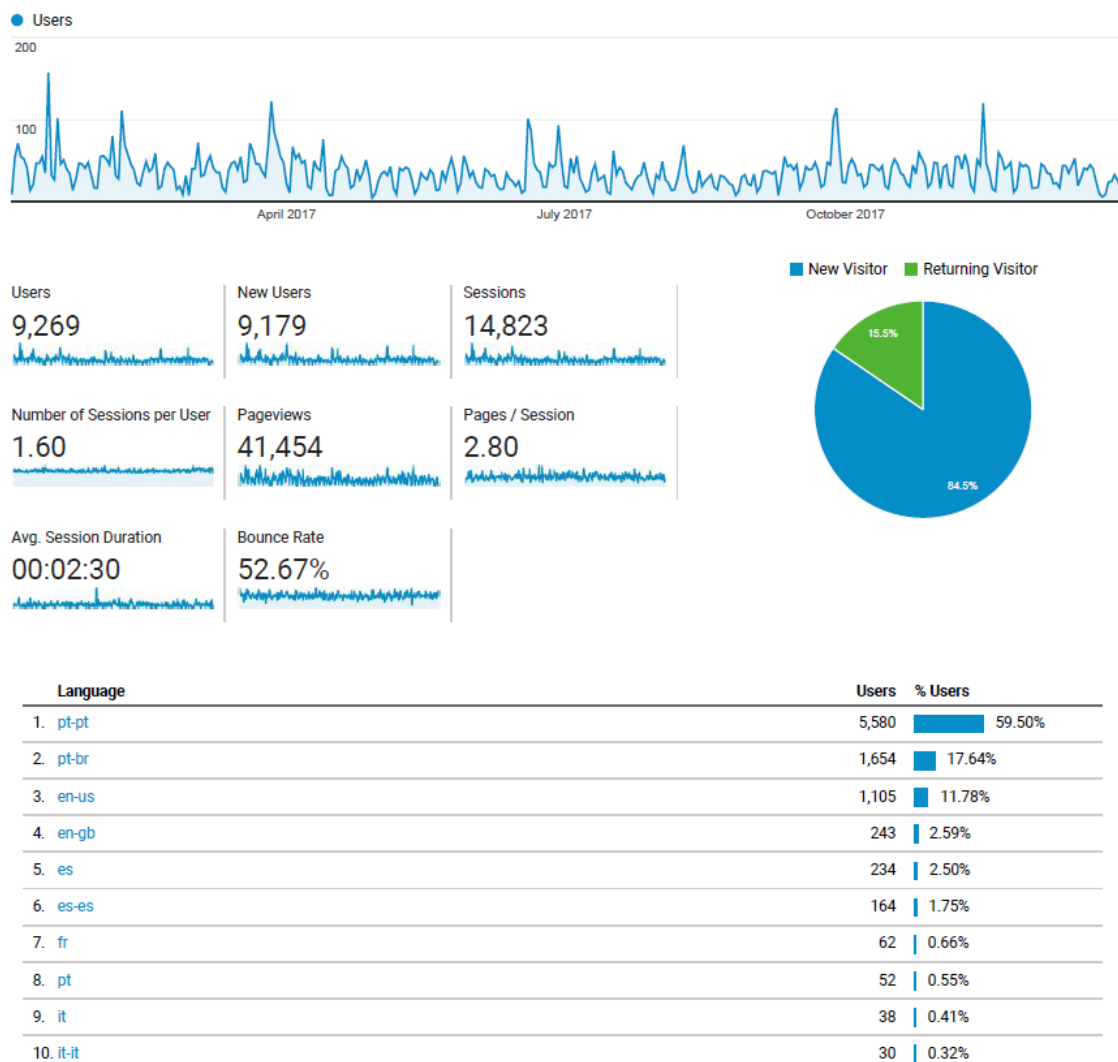 Users
200
100
April 2017 July 2017 October 2017
New Visitor Returning Visitor
15.5%
84.5%
Users New Users Sessions
9,269 9,179 14,823
Number of Sessions per User Pageviews Pages / Session
1.60 41,454 2.80
Avg. Session Duration Bounce Rate
00:02:30 52.67%
Language Users % Users
1. pt-pt 5,580 59.50%
2. pt-br 1,654 17.64%
3. en-us 1,105 11.78%
4. en-gb 243 2.59%
5. es 234 2.50%
6. es-es 164 1.75%
7. fr 62 0.66%
8. pt 52 0.55%
9. it 38 0.41%
10. it-it 30 0.32%